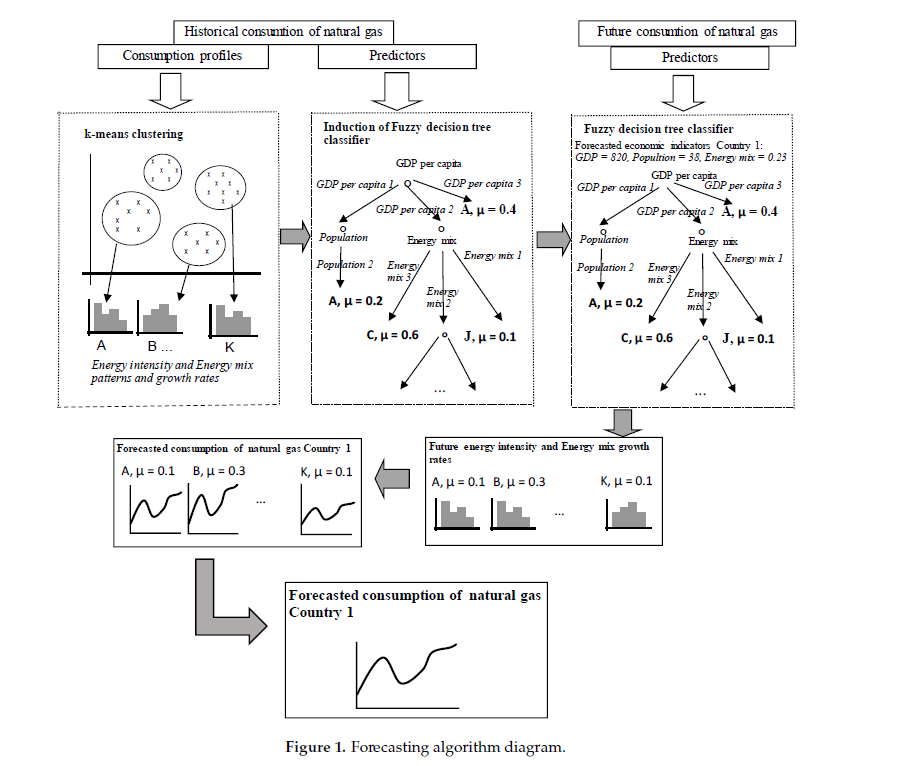 Historical consumtion of natural gas
Consumption profiles
Predictors
Future consumtion of natural gas
Predictors
k-means clustering
A
B ...
K
Energy intensity and Energy mix
patterns and growth rates
Induction of Fuzzy decision tree
classifier
GDP per capita
GDP per capita 1
GDP per capita 3
GDP per capita 2
A, μ = 0.4
Population
Energy mix
Population 2
Energy
mix 3
Energy mix 1
Energy
mix 2
A, μ = 0.2
C, μ = 0.6
J, μ = 0.1
...
Fuzzy decision tree classifier
Forecasted economic indicators Country 1:
GDP = 820, Popultion = 38, Energy mix = 0.23
GDP per capita
GDP per capita 1
GDP per capita 3
GDP per capita 2
A, μ = 0.4
Population
Energy mix
Population 2
Energy
mix 3
Energy mix 1
Energy
mix 2
A, μ = 0.2
C, μ = 0.6
J, μ = 0.1
...
Forecasted consumption of natural gas Country 1
A, μ = 0.1 B, μ = 0.3
K, μ = 0.1
...
Future energy intensity and Energy mix growth
rates
A, μ = 0.1 B, μ = 0.3
K, μ = 0.1
...
Forecasted consumption of natural gas
Country 1
Figure 1. Forecasting algorithm diagram.